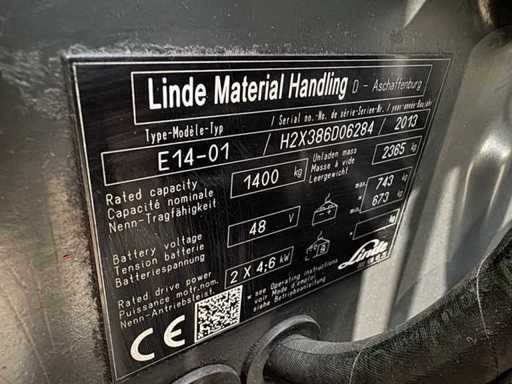 Linde Material Handling D - Aschaffenburg
Type-Modèle-Typ / Serial no.-No. de série-Serien-Nr. / year-année-Baujahr
E14-01 / H2X386D06284 / 2013
Rated capacity
Capacité nominale
Nenn-Tragfähigkeit
1400 kg
Unladen mass
Masse à vide
Leergewicht
2365 kg
Battery voltage
Tension batterie
Batteriespannung
48 V
max 743 kg
min 673 kg
* kg
Rated drive power
Puissance motr.nom.
Nenn-Antriebsleist.
2 X 4,6 kW
* see Operating instructions
voir Mode d'emploi
siehe Betriebsanleitung
Linde
CE